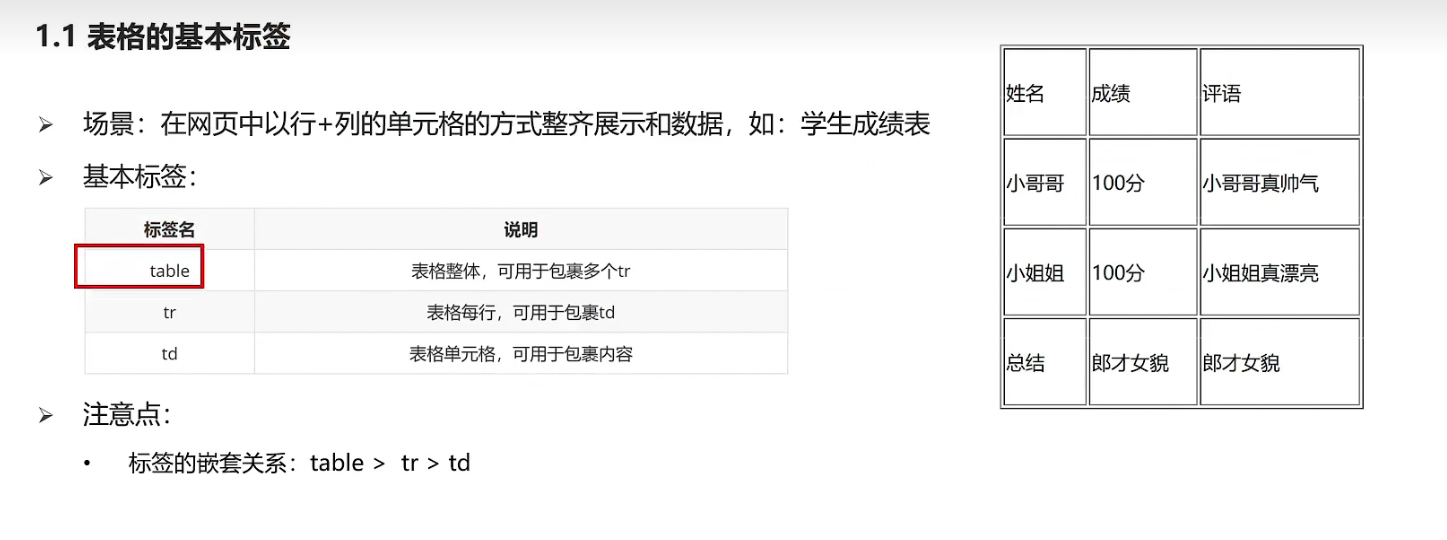 1.1 表格的基本标签
场景：在网页中以行+列的单元格的方式整齐展示和数据，如：学生成绩表
基本标签：
标签名 说明
table 表格整体，可用于包裹多个tr
tr 表格每行，可用于包裹td
td 表格单元格，可用于包裹内容
注意点：
标签的嵌套关系：table > tr > td
姓名 成绩 评语
小哥哥 100分 小哥哥真帅气
小姐姐 100分 小姐姐真漂亮
总结 郎才女貌 郎才女貌